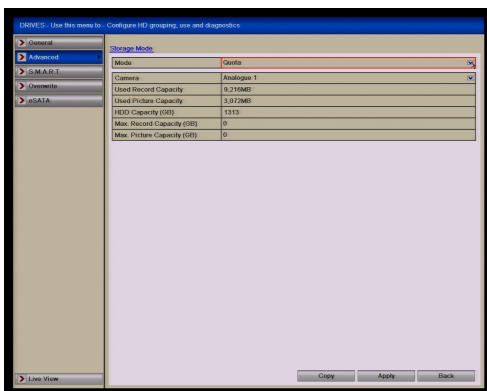 DRIVES - Use this menu to - Configure HD grouping, use and diagnostics
General
Advanced
S.M.A.R.T.
Overwrite
eSATA
Live View
Storage Mode
Mode Quota
Camera Analogue 1
Used Record Capacity 9,216MB
Used Picture Capacity 3,072MB
HDD Capacity (GB) 1313
Max. Record Capacity (GB) 0
Max. Picture Capacity (GB) 0
Copy Apply Back